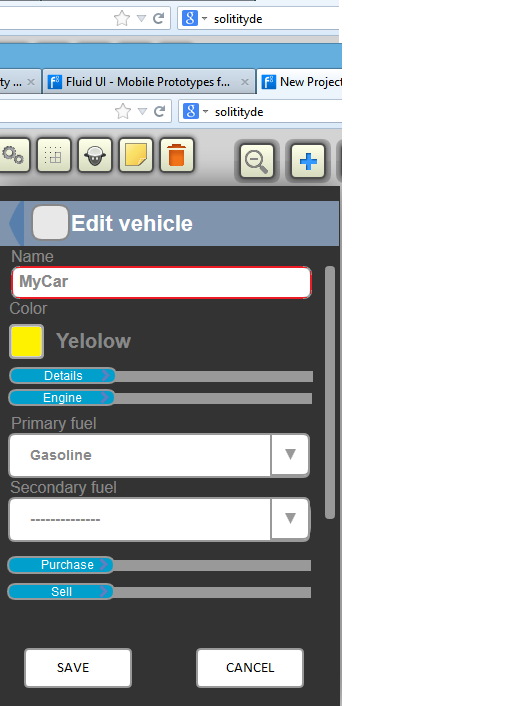 solitityde
ty ...
Fluid UI - Mobile Prototypes f...
New Project
solitityde
Edit vehicle
Name
MyCar
Color
Yelolow
Details
Engine
Primary fuel
Gasoline
Secondary fuel
--------------
Purchase
Sell
SAVE
CANCEL